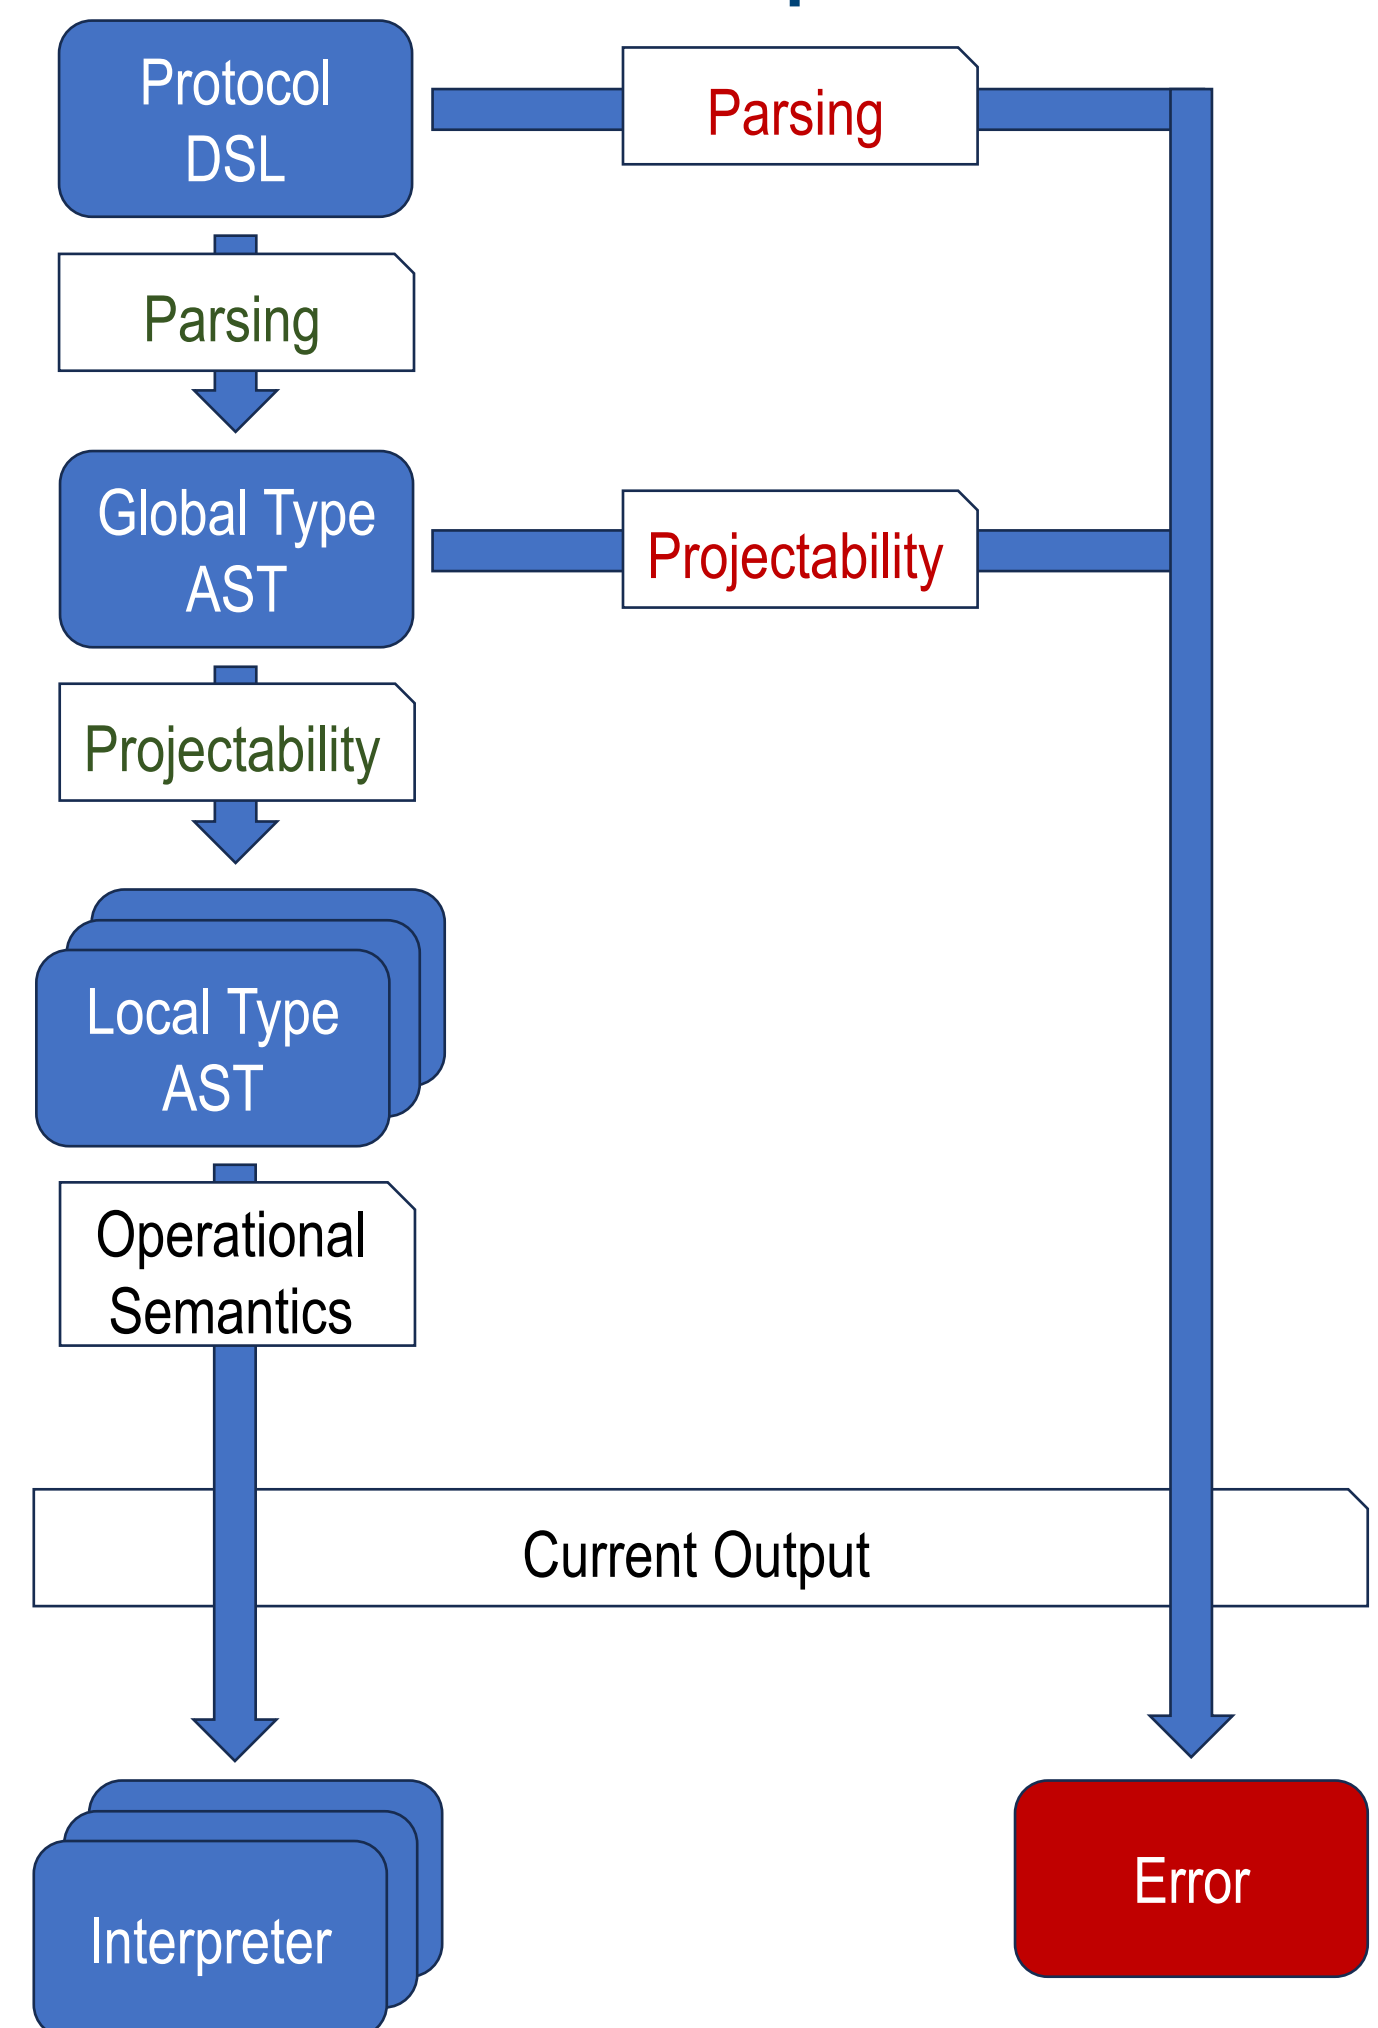 Protocol
DSL
Parsing
Parsing
Global Type
AST
Projectability
Projectability
Local Type
AST
Operational
Semantics
Current Output
Interpreter
Error